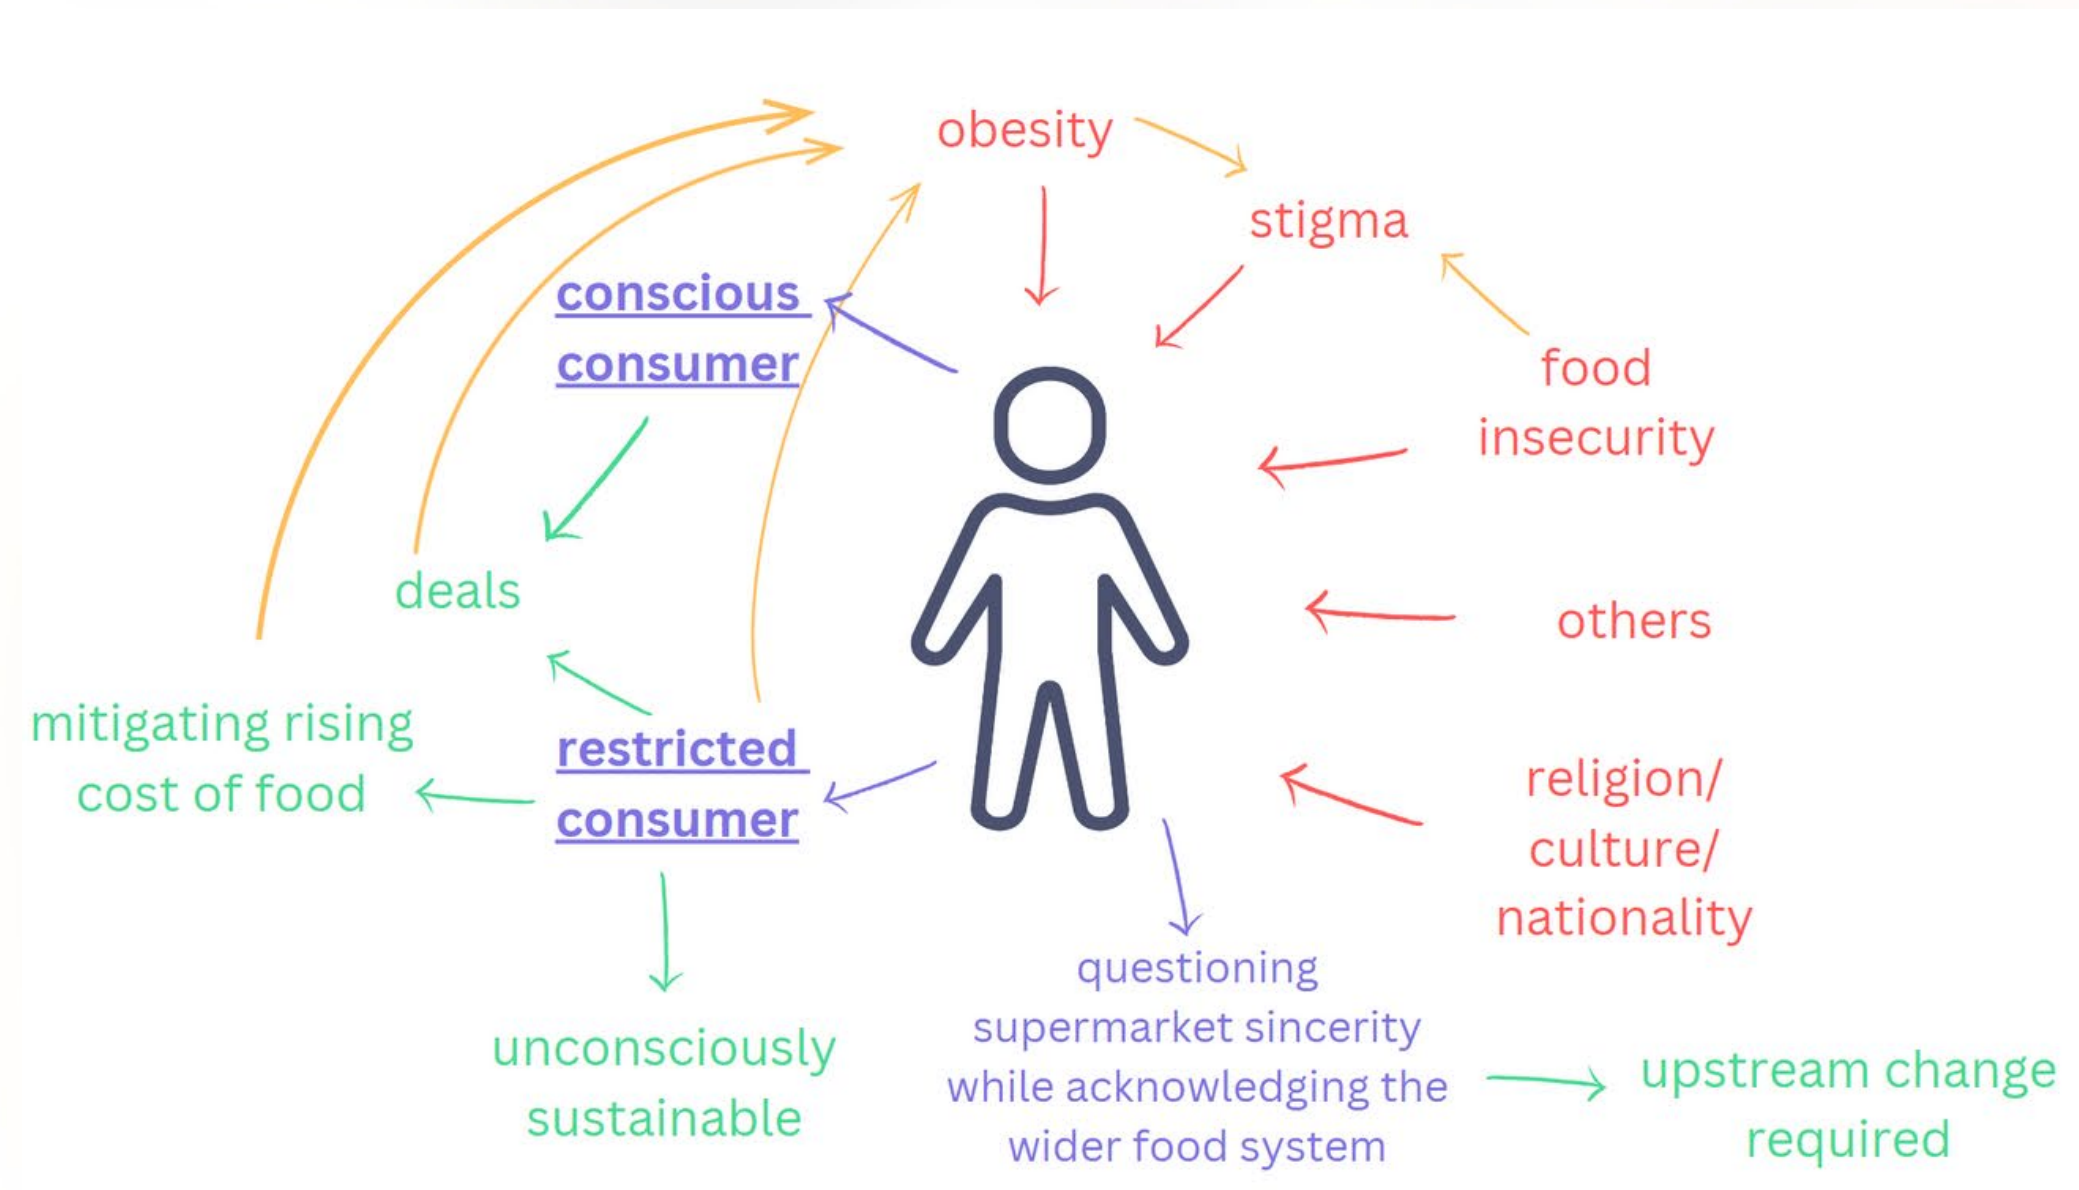 obesity
stigma
conscious
consumer
food
insecurity
deals
others
mitigating rising
cost of food
restricted
consumer
religion/
culture/
nationality
questioning
supermarket sincerity
while acknowledging the
wider food system
unconsciously
sustainable
upstream change
required